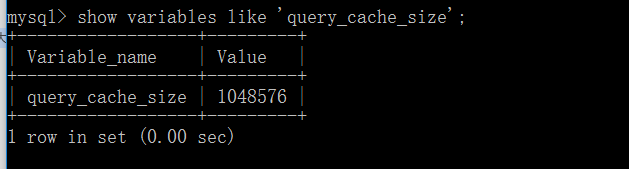 mysql> show variables like 'query_cache_size';
+------------------+---------+
| Variable_name    | Value   |
+------------------+---------+
| query_cache_size | 1048576 |
+------------------+---------+
1 row in set (0.00 sec)